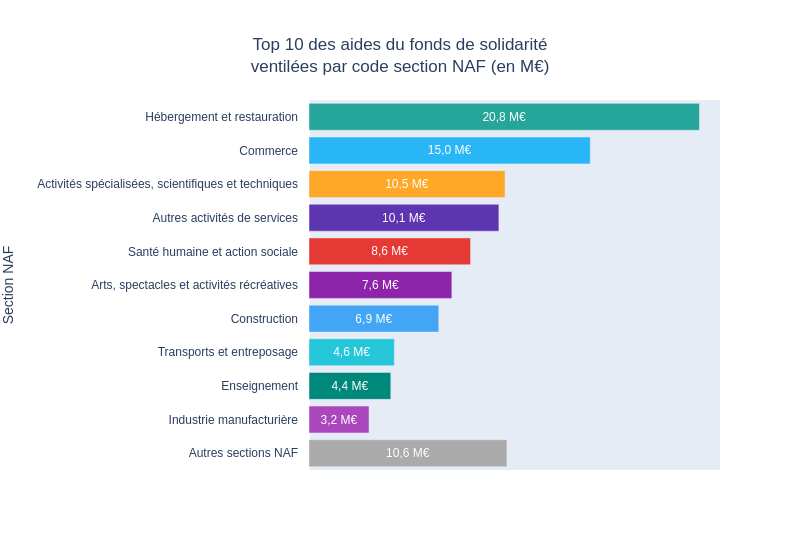 Top 10 des aides du fonds de solidarité
ventilées par code section NAF (en M€)
Section NAF
Hébergement et restauration 20,8 M€
Commerce 15,0 M€
Activités spécialisées, scientifiques et techniques 10,5 M€
Autres activités de services 10,1 M€
Santé humaine et action sociale 8,6 M€
Arts, spectacles et activités récréatives 7,6 M€
Construction 6,9 M€
Transports et entreposage 4,6 M€
Enseignement 4,4 M€
Industrie manufacturière 3,2 M€
Autres sections NAF 10,6 M€